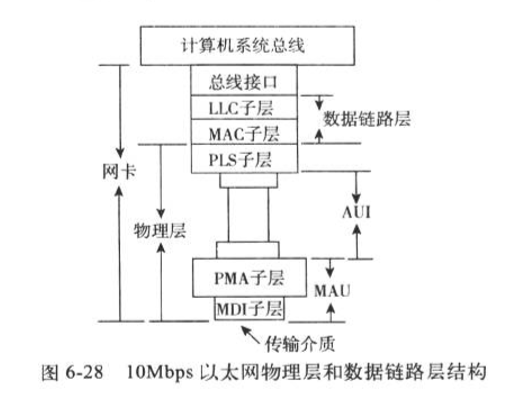 计算机系统总线
总线接口
LLC子层
MAC子层
数据链路层
PLS子层
网卡
物理层
AUI
PMA子层
MAU
MDI子层
传输介质
图 6-28 10Mbps 以太网物理层和数据链路层结构